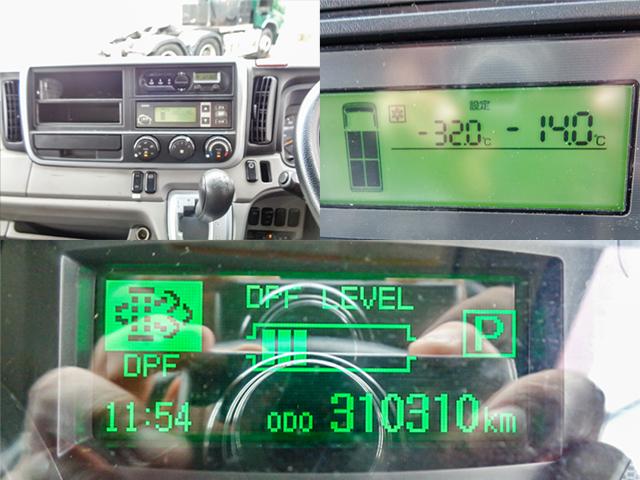 設定
-32.0℃ -14.0℃
DPF LEVEL
P
DPF
11:54 ODO 310310km